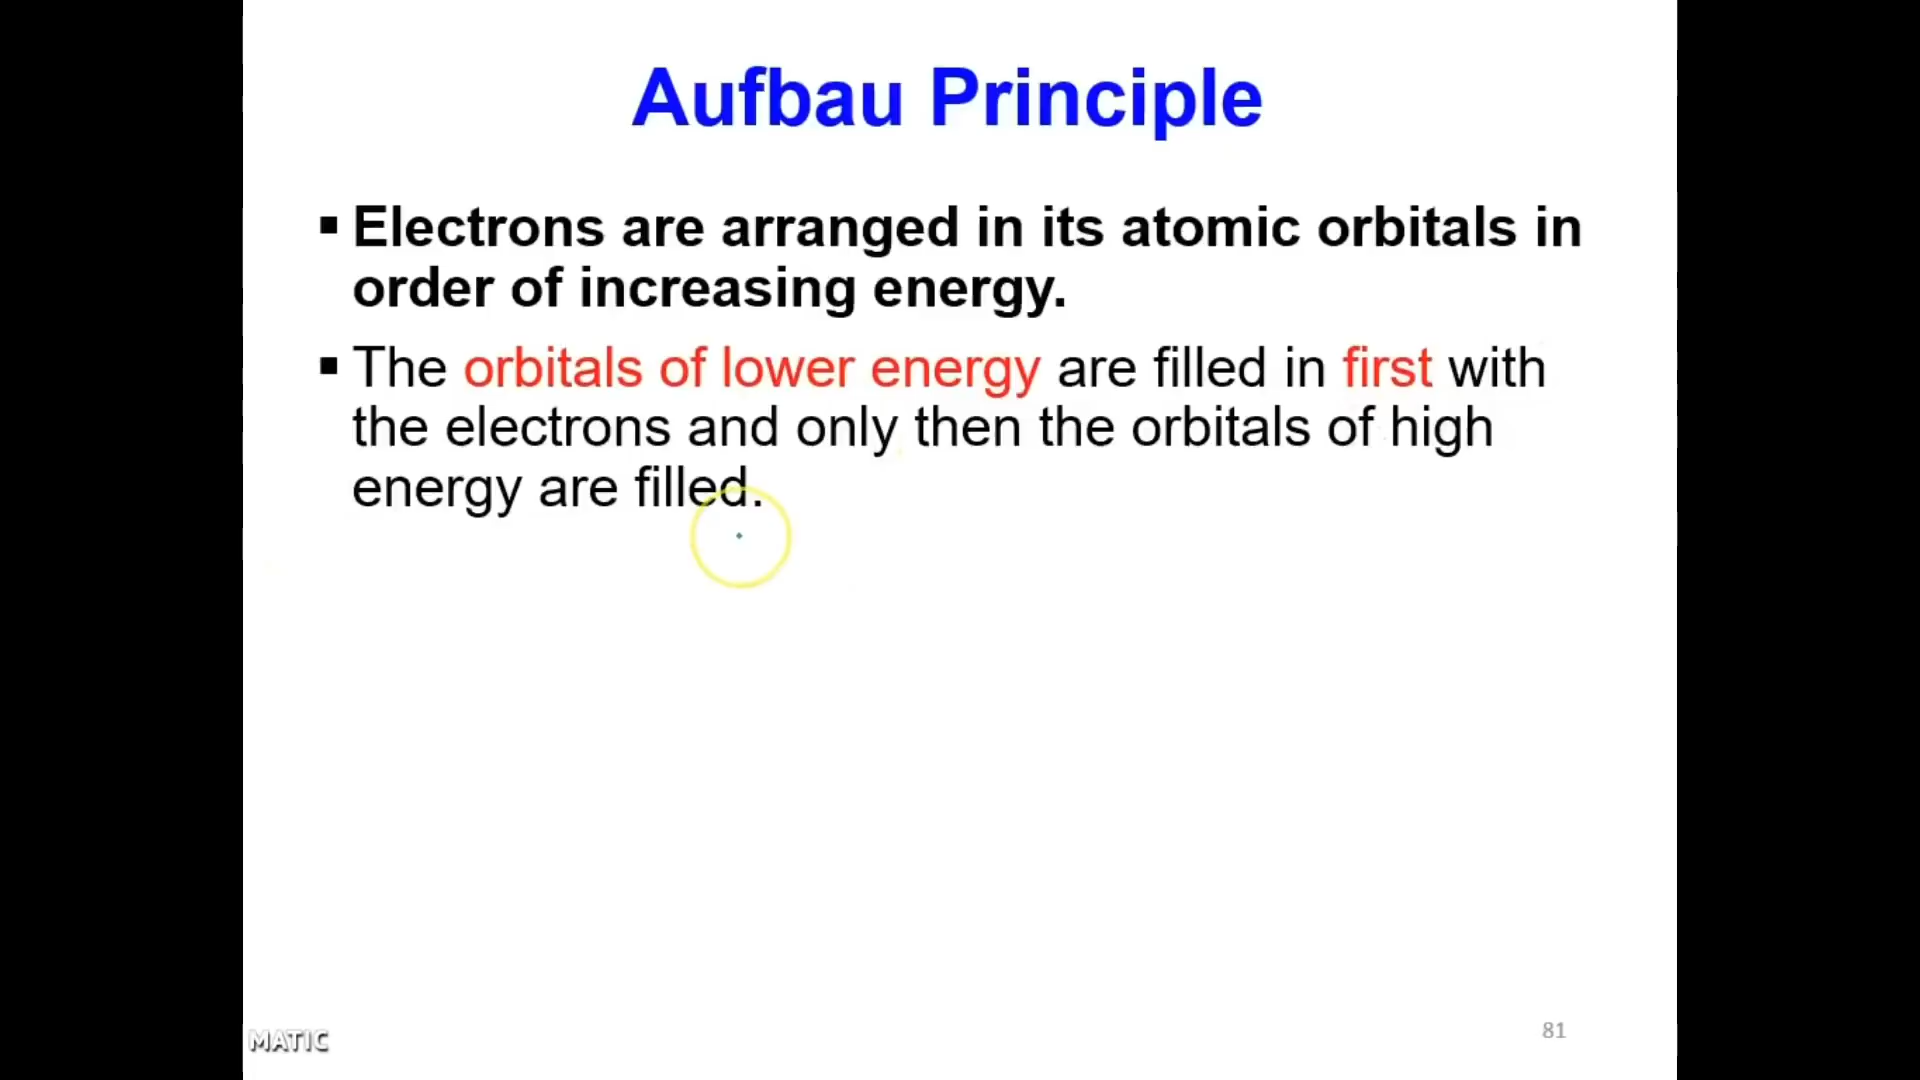 Aufbau Principle
▪ Electrons are arranged in its atomic orbitals in
order of increasing energy.
▪ The orbitals of lower energy are filled in first with
the electrons and only then the orbitals of high
energy are filled.
MATIC
81